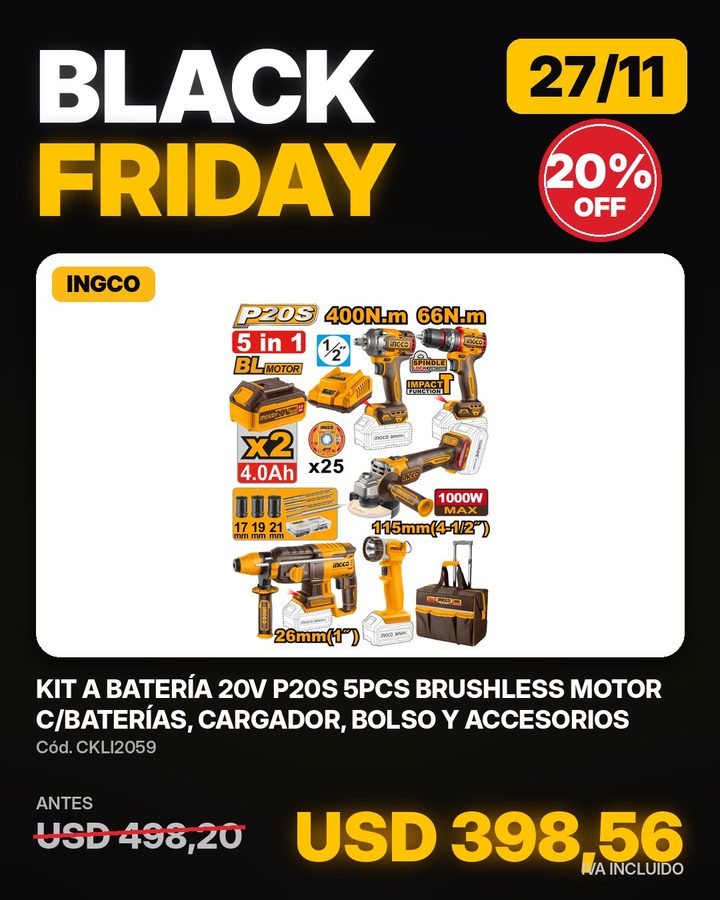 BLACK
FRIDAY
27/11
20%
OFF
INGCO
P20S 400N.m 66N.m
5 in 1
1/2"
BL MOTOR
SPINDLE
LOCK
IMPACT
FUNCTION
x2
4.0Ah
x25
17 19 21
mm mm mm
1000W
MAX
115mm(4-1/2")
26mm(1")
KIT A BATERÍA 20V P20S 5PCS BRUSHLESS MOTOR
C/BATERÍAS, CARGADOR, BOLSO Y ACCESORIOS
Cód. CKLI2059
ANTES
USD 498,20
USD 398,56
IVA INCLUIDO